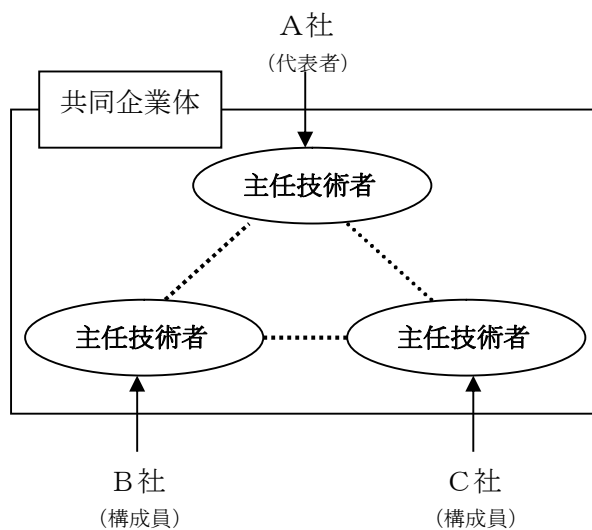 A社
(代表者)
共同企業体
主任技術者
主任技術者
主任技術者
B社
(構成員)
C社
(構成員)